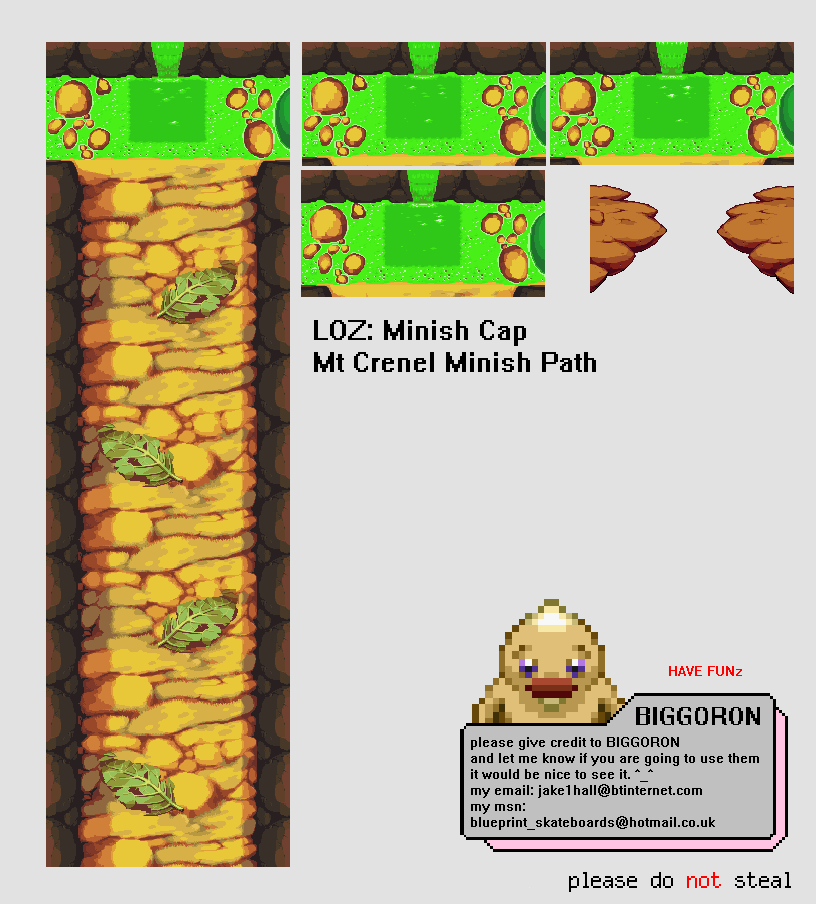 LOZ: Minish Cap
Mt Crenel Minish Path
HAVE FUNz
BIGGORON
please give credit to BIGGORON
and let me know if you are going to use them
it would be nice to see it. ^_^
my email: jake1hall@btinternet.com
my msn:
blueprint_skateboards@hotmail.co.uk
please do not steal